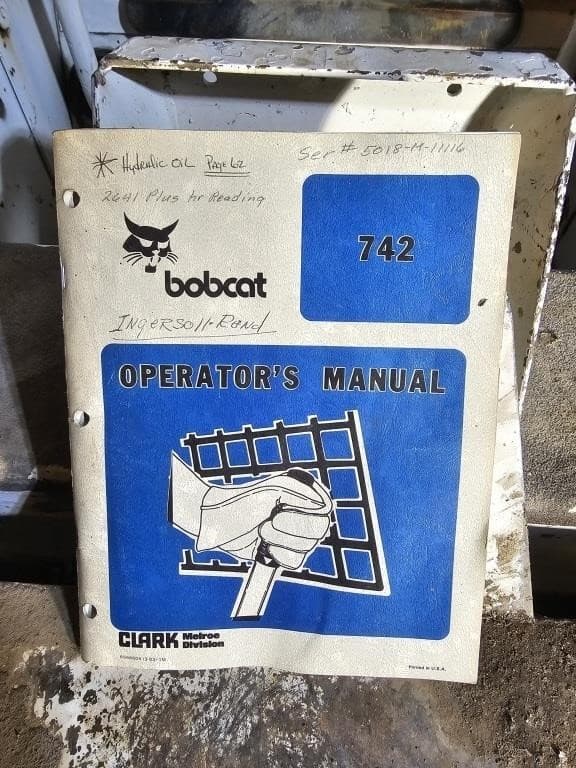 * Hydralic OIL Page 62
Ser # 5018-M-11116
2641 Plus hr Reading
742
bobcat
INgersoll-Rand
OPERATOR'S MANUAL
CLARK Melroe
Division
Printed in U.S.A.